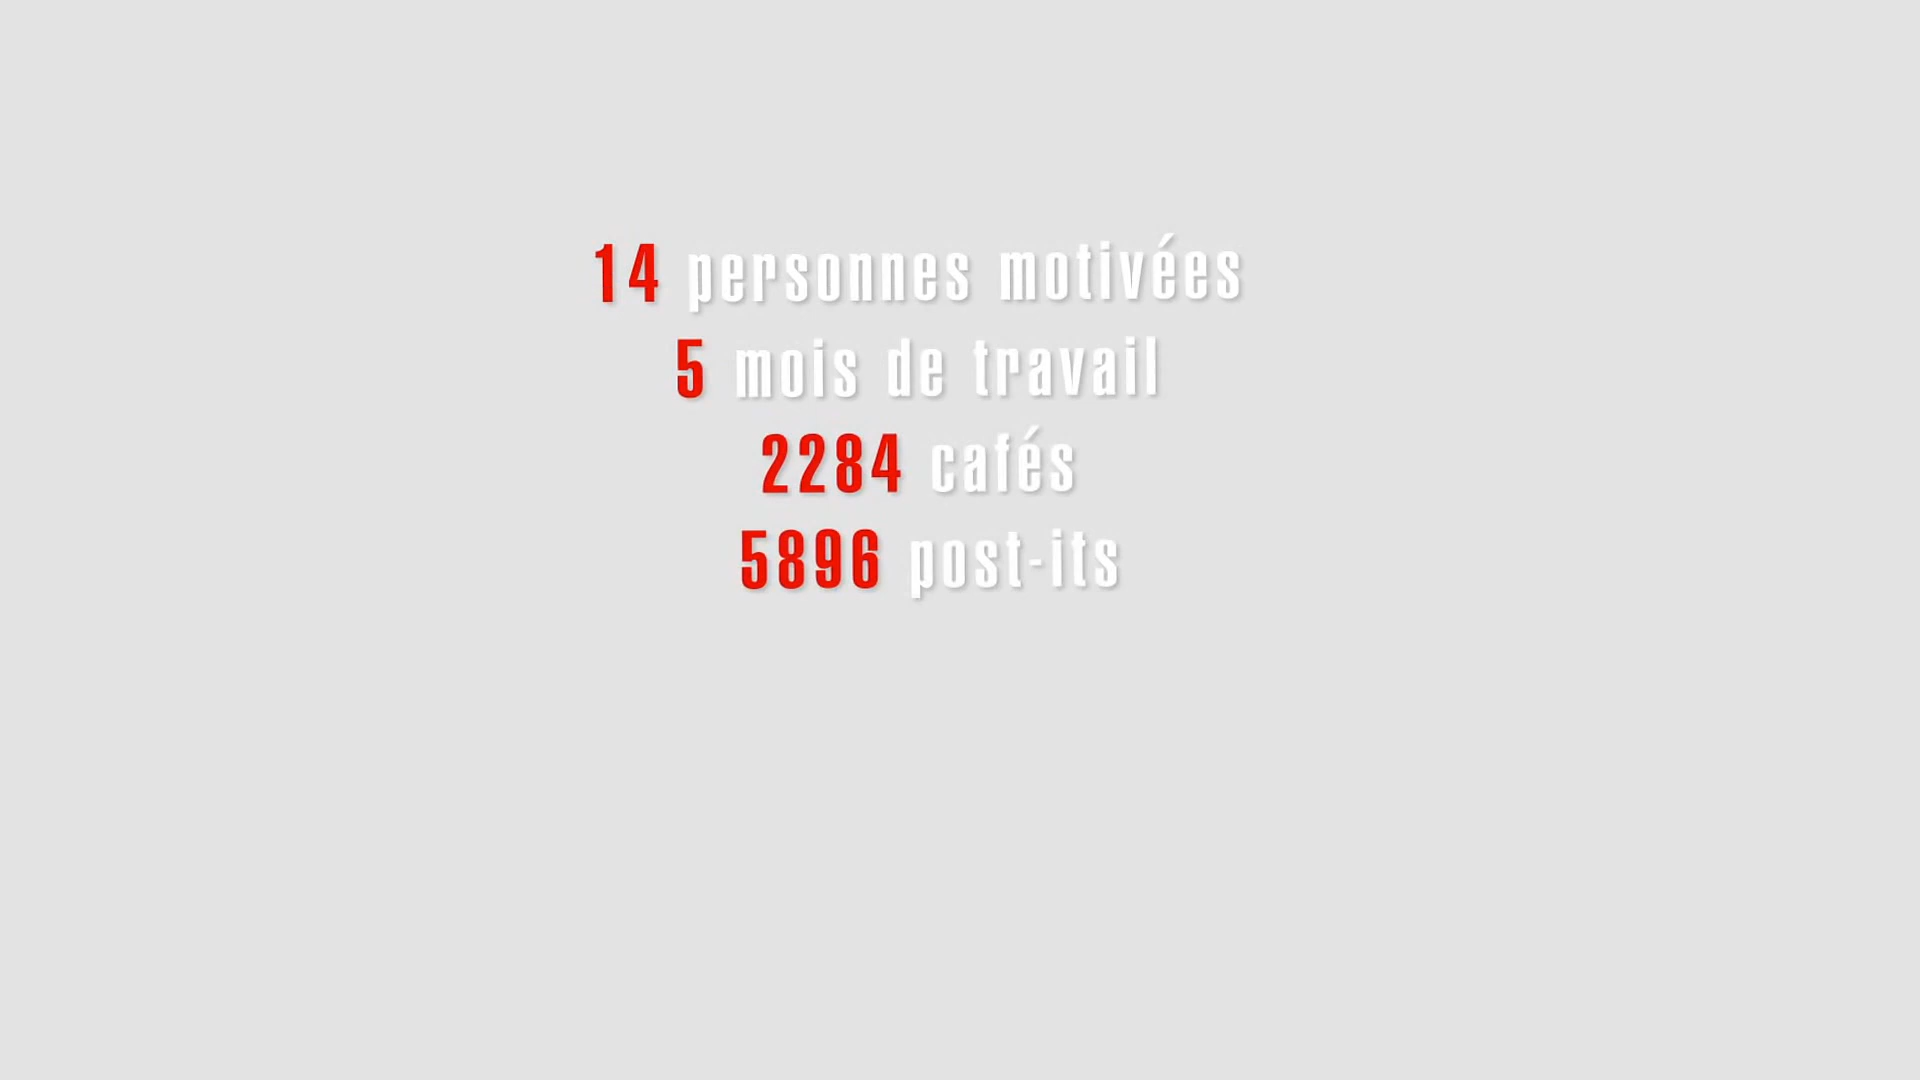 14 personnes motivées
5 mois de travail
2284 cafés
5896 post-its